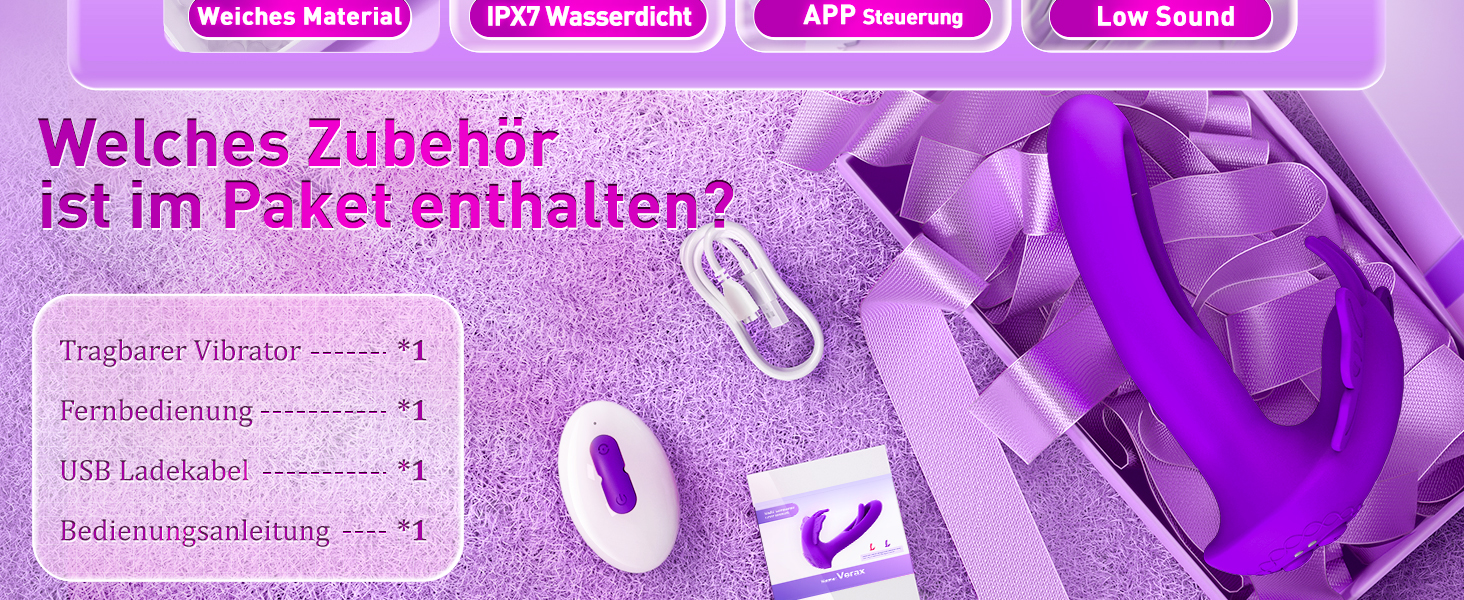 Weiches Material
IPX7 Wasserdicht
APP Steuerung
Low Sound
Welches Zubehör
ist im Paket enthalten?
Tragbarer Vibrator ------- *1
Fernbedienung ----------- *1
USB Ladekabel ----------- *1
Bedienungsanleitung ---- *1
Name: Verax